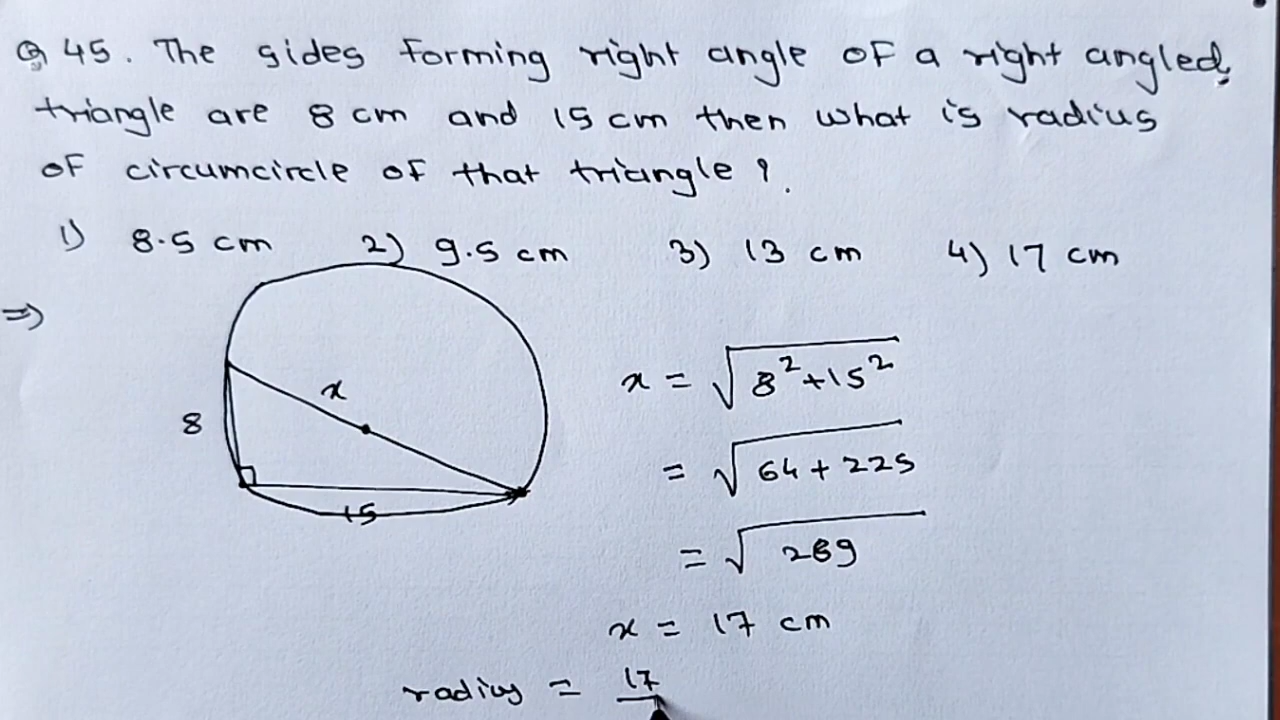 Q 45. The sides forming right angle of a right angled
triangle are 8 cm and 15 cm then what is radius
of circumcircle of that triangle?
1) 8.5 cm 2) 9.5 cm 3) 13 cm 4) 17 cm
=>
x
8
15
x = √8²+15²
= √64+225
= √289
x = 17 cm
radius = 17